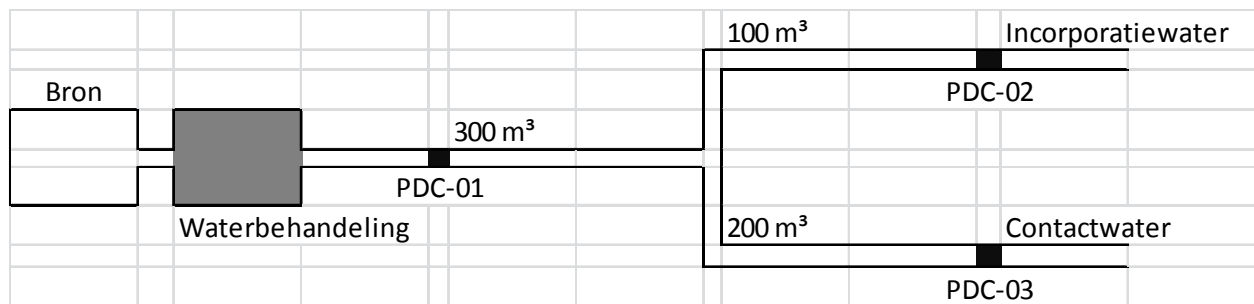 100 m³
Incorporatiewater
PDC-02
Bron
300 m³
PDC-01
Waterbehandeling
200 m³
Contactwater
PDC-03